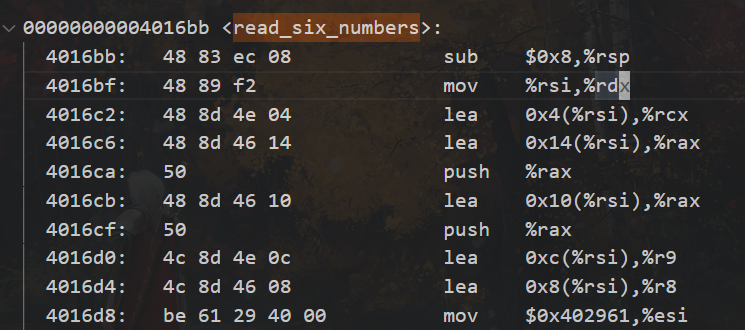 00000000004016bb <read_six_numbers>:
4016bb: 48 83 ec 08 sub $0x8,%rsp
4016bf: 48 89 f2 mov %rsi,%rdx
4016c2: 48 8d 4e 04 lea 0x4(%rsi),%rcx
4016c6: 48 8d 46 14 lea 0x14(%rsi),%rax
4016ca: 50 push %rax
4016cb: 48 8d 46 10 lea 0x10(%rsi),%rax
4016cf: 50 push %rax
4016d0: 4c 8d 4e 0c lea 0xc(%rsi),%r9
4016d4: 4c 8d 46 08 lea 0x8(%rsi),%r8
4016d8: be 61 29 40 00 mov $0x402961,%esi